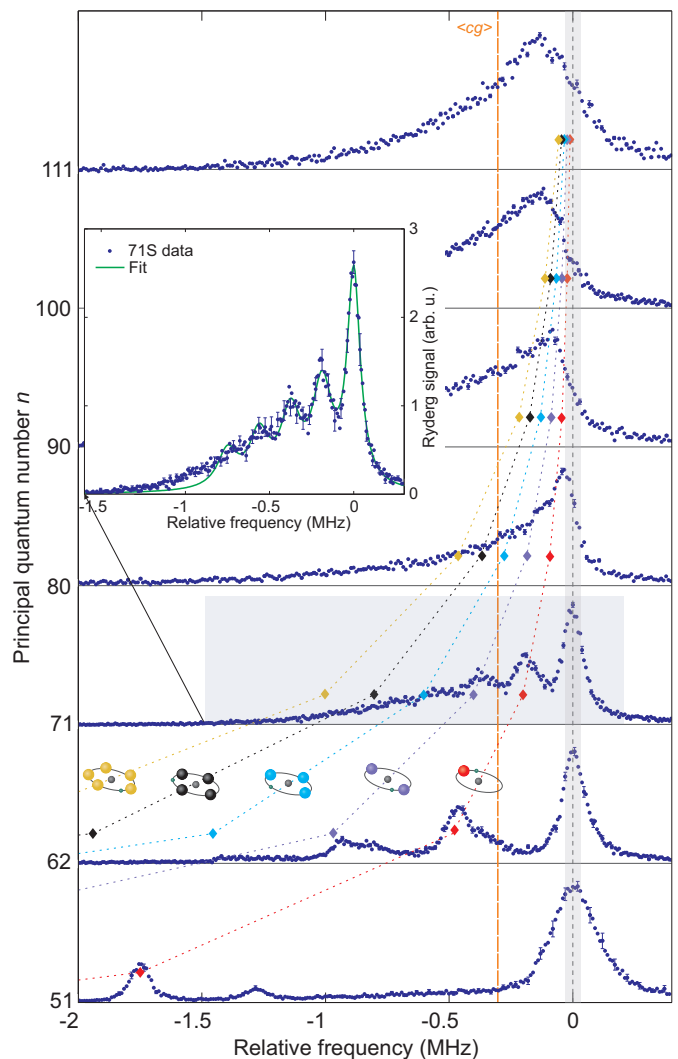 <cg>
111
100
90
80
71
62
51
Principal quantum number n
71S data
Fit
3
2
1
0
Ryderg signal (arb. u.)
-1.5
-1
-0.5
0
Relative frequency (MHz)
-2
-1.5
-1
-0.5
0
Relative frequency (MHz)